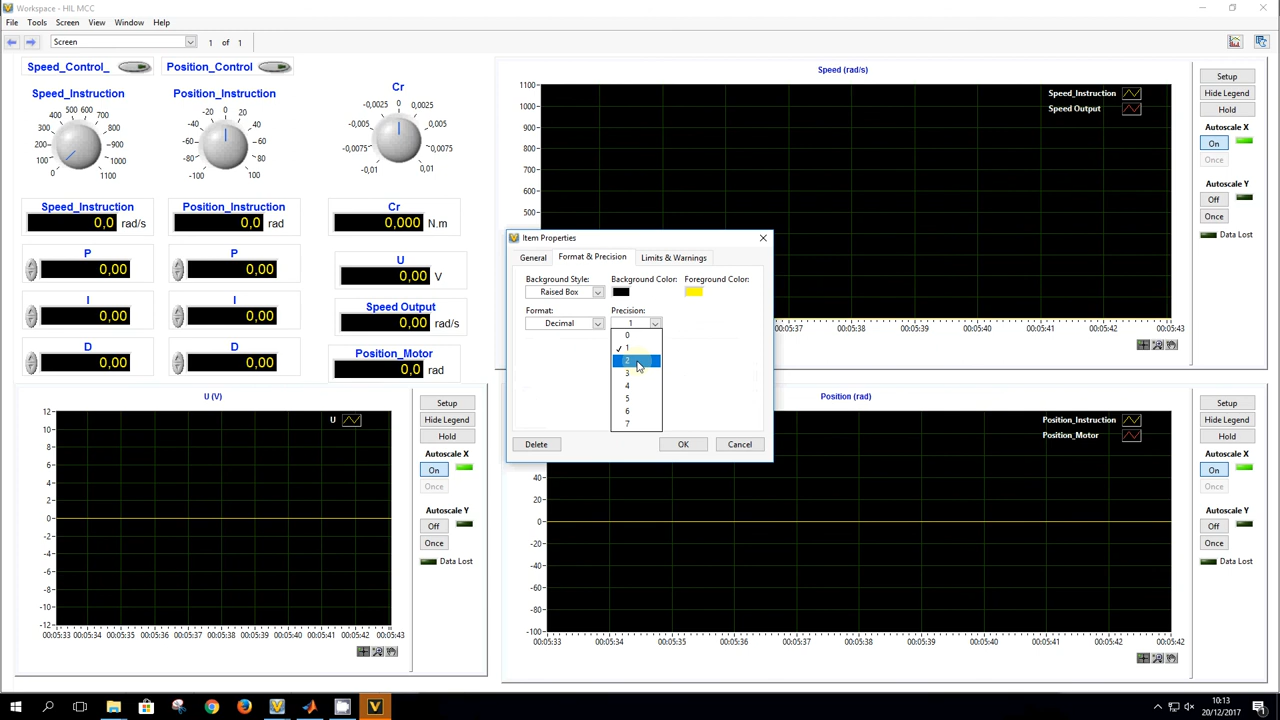 Workspace - HIL MCC
File Tools Screen View Window Help
Screen 1 of 1
Speed_Control_ Position_Control
Speed_Instruction
0 100 200 300 400 500 600 700 800 900 1000 1100
Position_Instruction
-100 -80 -60 -40 -20 0 20 40 60 80 100
Cr
-0,01 -0,0075 -0,005 -0,0025 0 0,0025 0,005 0,0075 0,01
Speed_Instruction
0,0 rad/s
Position_Instruction
0,0 rad
Cr
0,000 N.m
P
0,00
P
0,00
U
0,00 V
I
0,00
I
0,00
Speed Output
0,00 rad/s
D
0,00
D
0,00
Position_Motor
0,0 rad
Speed (rad/s)
1100
1000
900
800
700
600
500
Speed_Instruction
Speed Output
00:05:37 00:05:38 00:05:39 00:05:40 00:05:41 00:05:42 00:05:43
Setup
Hide Legend
Hold
Autoscale X
On
Once
Autoscale Y
Off
Once
Data Lost
Item Properties
General Format & Precision Limits & Warnings
Background Style: Background Color: Foreground Color:
Raised Box
Format: Precision:
Decimal 1
0
1
2
3
4
5
6
7
Delete OK Cancel
U (V)
12
10
8
6
4
2
0
-2
-4
-6
-8
-10
-12
U
00:05:33 00:05:34 00:05:35 00:05:36 00:05:37 00:05:38 00:05:39 00:05:40 00:05:41 00:05:42 00:05:43
Setup
Hide Legend
Hold
Autoscale X
On
Once
Autoscale Y
Off
Once
Data Lost
Position (rad)
40
20
0
-20
-40
-60
-80
-100
Position_Instruction
Position_Motor
00:05:33 00:05:34 00:05:35 00:05:36 00:05:37 00:05:38 00:05:39 00:05:40 00:05:41 00:05:42
Setup
Hide Legend
Hold
Autoscale X
On
Once
Autoscale Y
Off
Once
Data Lost
10:13
20/12/2017